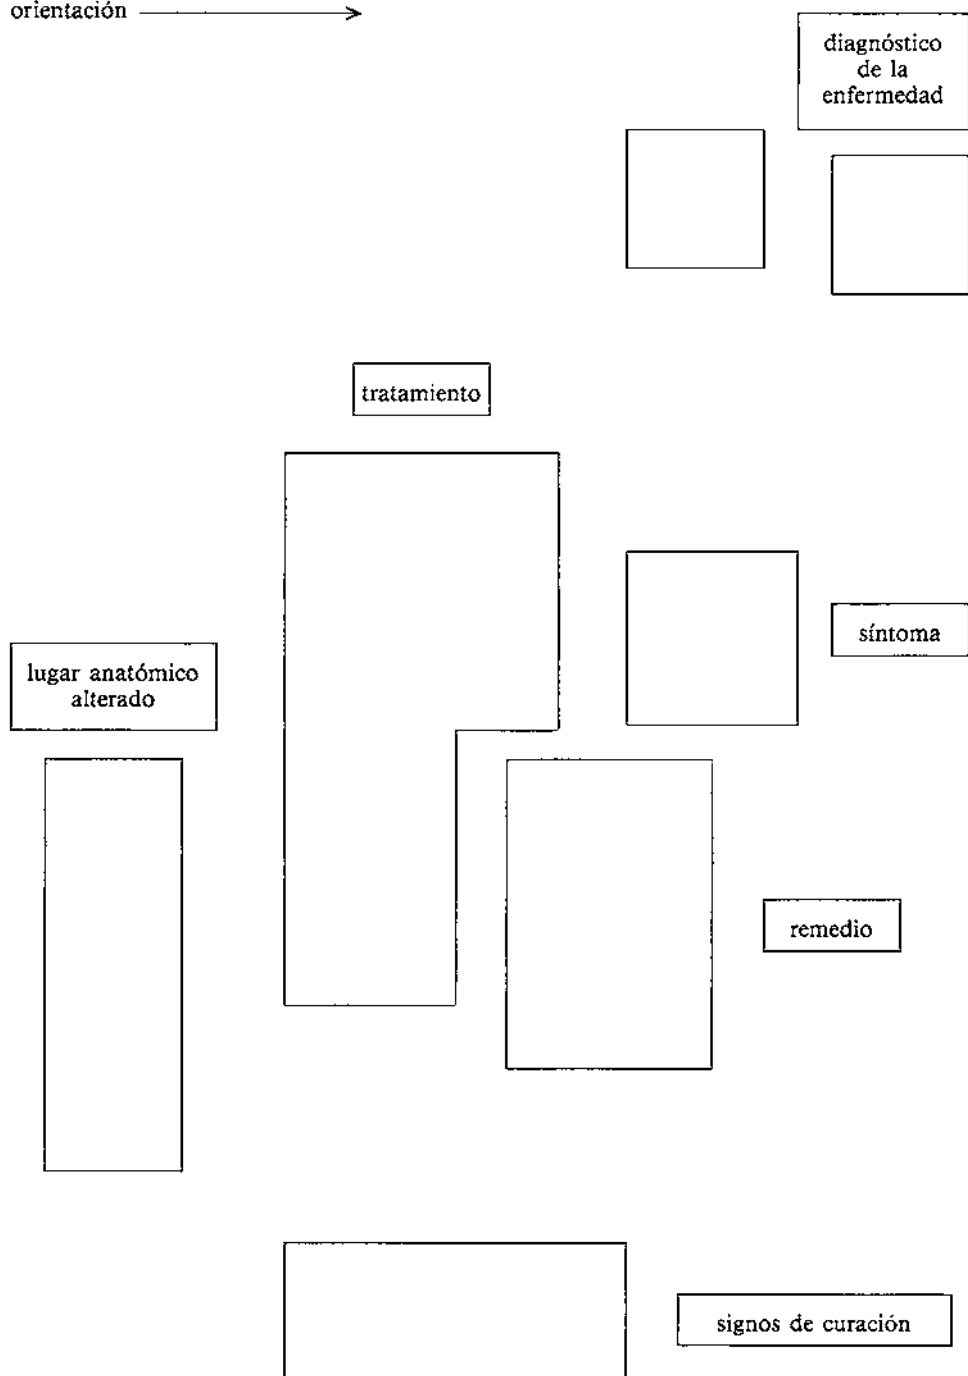 orientación
diagnóstico
de la
enfermedad
tratamiento
síntoma
lugar anatómico
alterado
remedio
signos de curación